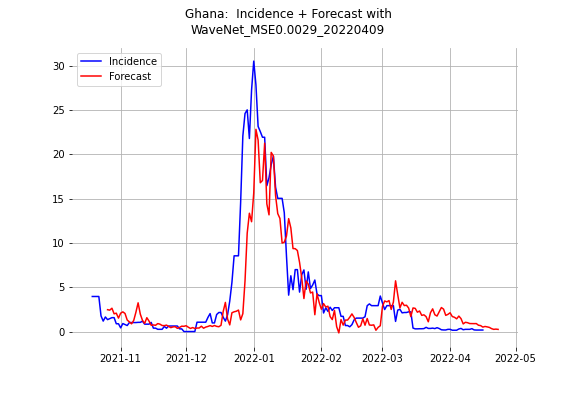 Ghana:  Incidence + Forecast with
WaveNet_MSE0.0029_20220409
Incidence
Forecast
30
25
20
15
10
5
0
2021-11 2021-12 2022-01 2022-02 2022-03 2022-04 2022-05